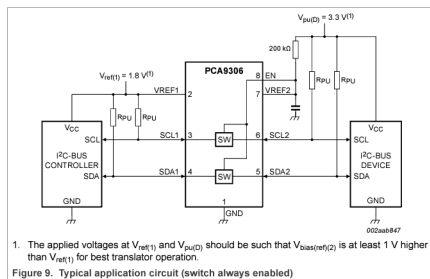 Vpu(D) = 3.3 V(1)
200 kΩ
Vref(1) = 1.8 V(1)
PCA9306
8 EN
RPU RPU
VREF1 2
7 VREF2
RPU RPU
VCC
VCC
SCL SCL1 3 SW 6 SCL2 SCL
I²C-BUS CONTROLLER
I²C-BUS DEVICE
SDA SDA1 4 SW 5 SDA2 SDA
1
GND
GND
GND
002aab847
1. The applied voltages at Vref(1) and Vpu(D) should be such that Vbias(ref)(2) is at least 1 V higher
than Vref(1) for best translator operation.
Figure 9. Typical application circuit (switch always enabled)